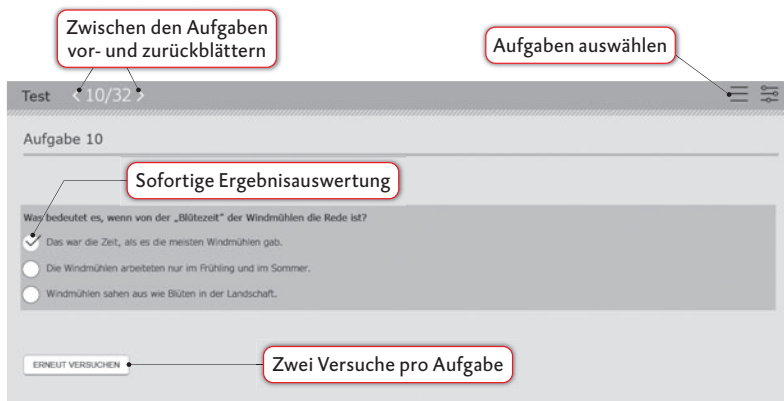 Zwischen den Aufgaben
vor- und zurückblättern
Aufgaben auswählen
Test < 10/32 >
Aufgabe 10
Sofortige Ergebnisauswertung
Was bedeutet es, wenn von der „Blütezeit“ der Windmühlen die Rede ist?
Das war die Zeit, als es die meisten Windmühlen gab.
Die Windmühlen arbeiteten nur im Frühling und im Sommer.
Windmühlen sahen aus wie Blüten in der Landschaft.
ERNEUT VERSUCHEN
Zwei Versuche pro Aufgabe